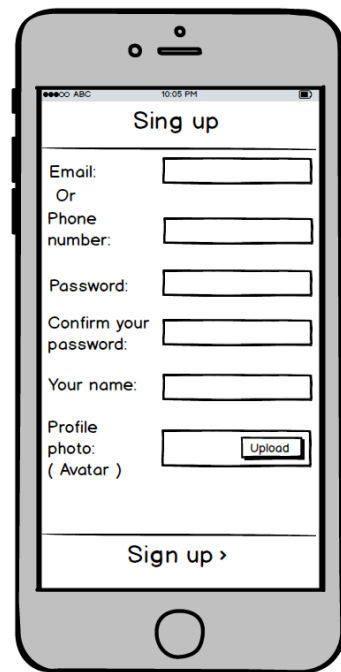 ●●●○○ ABC 10:05 PM
Sing up
Email:
Or
Phone
number:
Password:
Confirm your
password:
Your name:
Profile
photo:
( Avatar )
Upload
Sign up ›